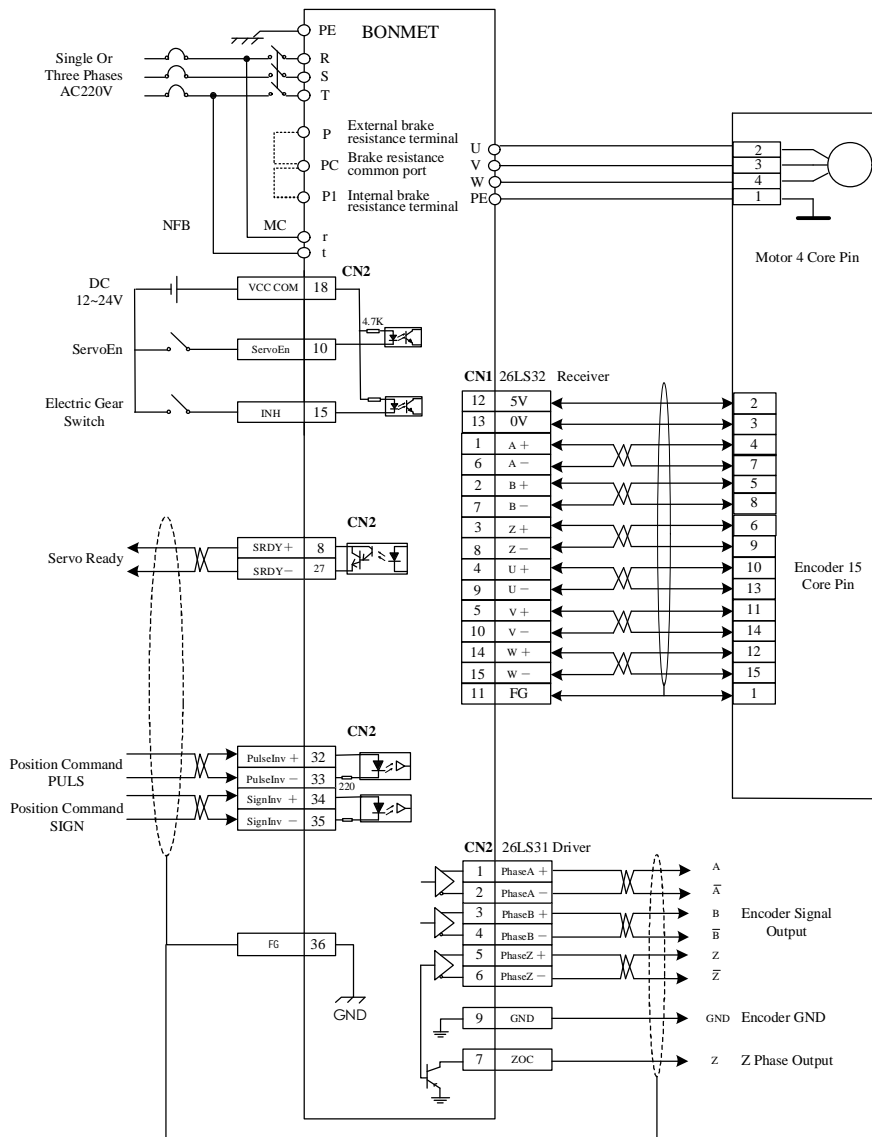 BONMET
PE
Single Or
Three Phases
AC220V
R
S
T
P
External brake
resistance terminal
PC
Brake resistance
common port
P1
Internal brake
resistance terminal
NFB
MC
r
t
U
V
W
PE
2
3
4
1
Motor 4 Core Pin
CN2
DC
12~24V
VCC COM 18
4.7K
ServoEn
ServoEn 10
Electric Gear
Switch
INH 15
CN1 26LS32 Receiver
12 5V 2
13 0V 3
1 A+ 4
6 A− 7
2 B+ 5
7 B− 8
3 Z+ 6
8 Z− 9
4 U+ 10
9 U− 13
5 V+ 11
10 V− 14
14 W+ 12
15 W− 15
11 FG 1
Encoder 15
Core Pin
CN2
Servo Ready
SRDY+ 8
SRDY− 27
CN2
Position Command
PULS
PulseInv + 32
PulseInv − 33
220
Position Command
SIGN
SignInv + 34
SignInv − 35
CN2 26LS31 Driver
1 PhaseA + A
2 PhaseA − A̅
3 PhaseB + B
4 PhaseB − B̅
5 PhaseZ + Z
6 PhaseZ − Z̅
Encoder Signal
Output
FG 36
GND
9 GND GND Encoder GND
7 ZOC Z Z Phase Output